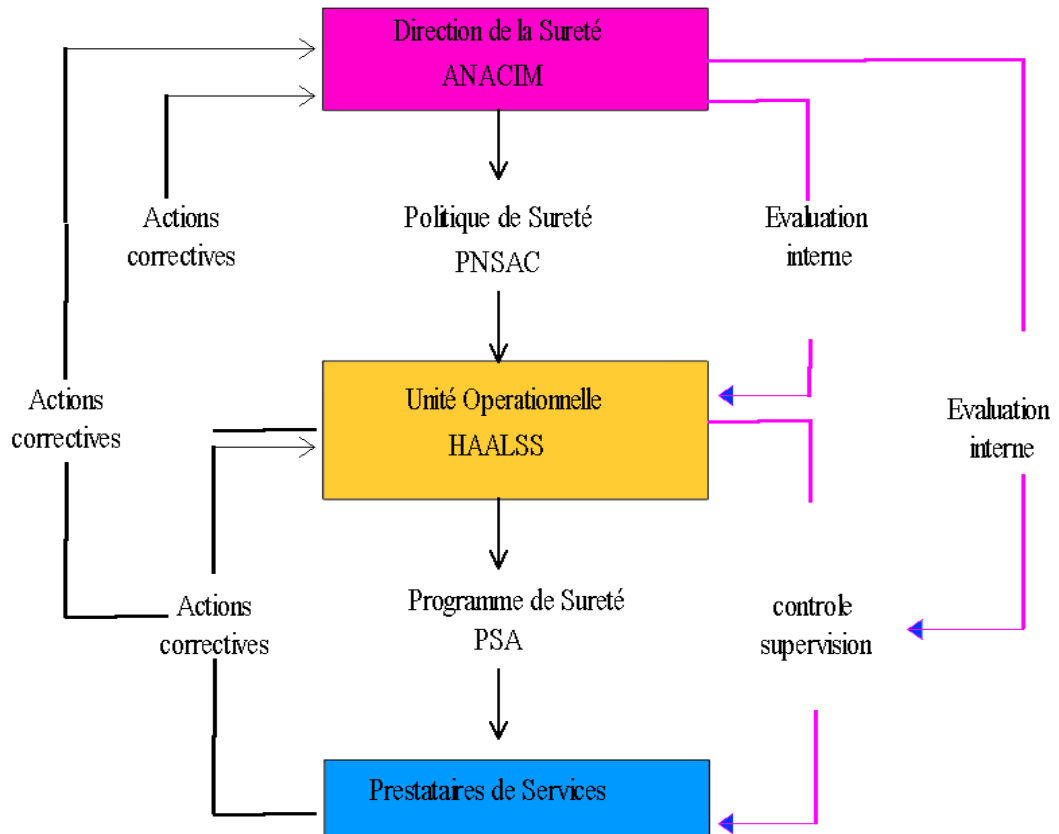 Direction de la Sureté
ANACIM
Actions
correctives
Politique de Sureté
PNSAC
Evaluation
interne
Actions
correctives
Unité Operationnelle
HAALSS
Evaluation
interne
Actions
correctives
Programme de Sureté
PSA
controle
supervision
Prestataires de Services